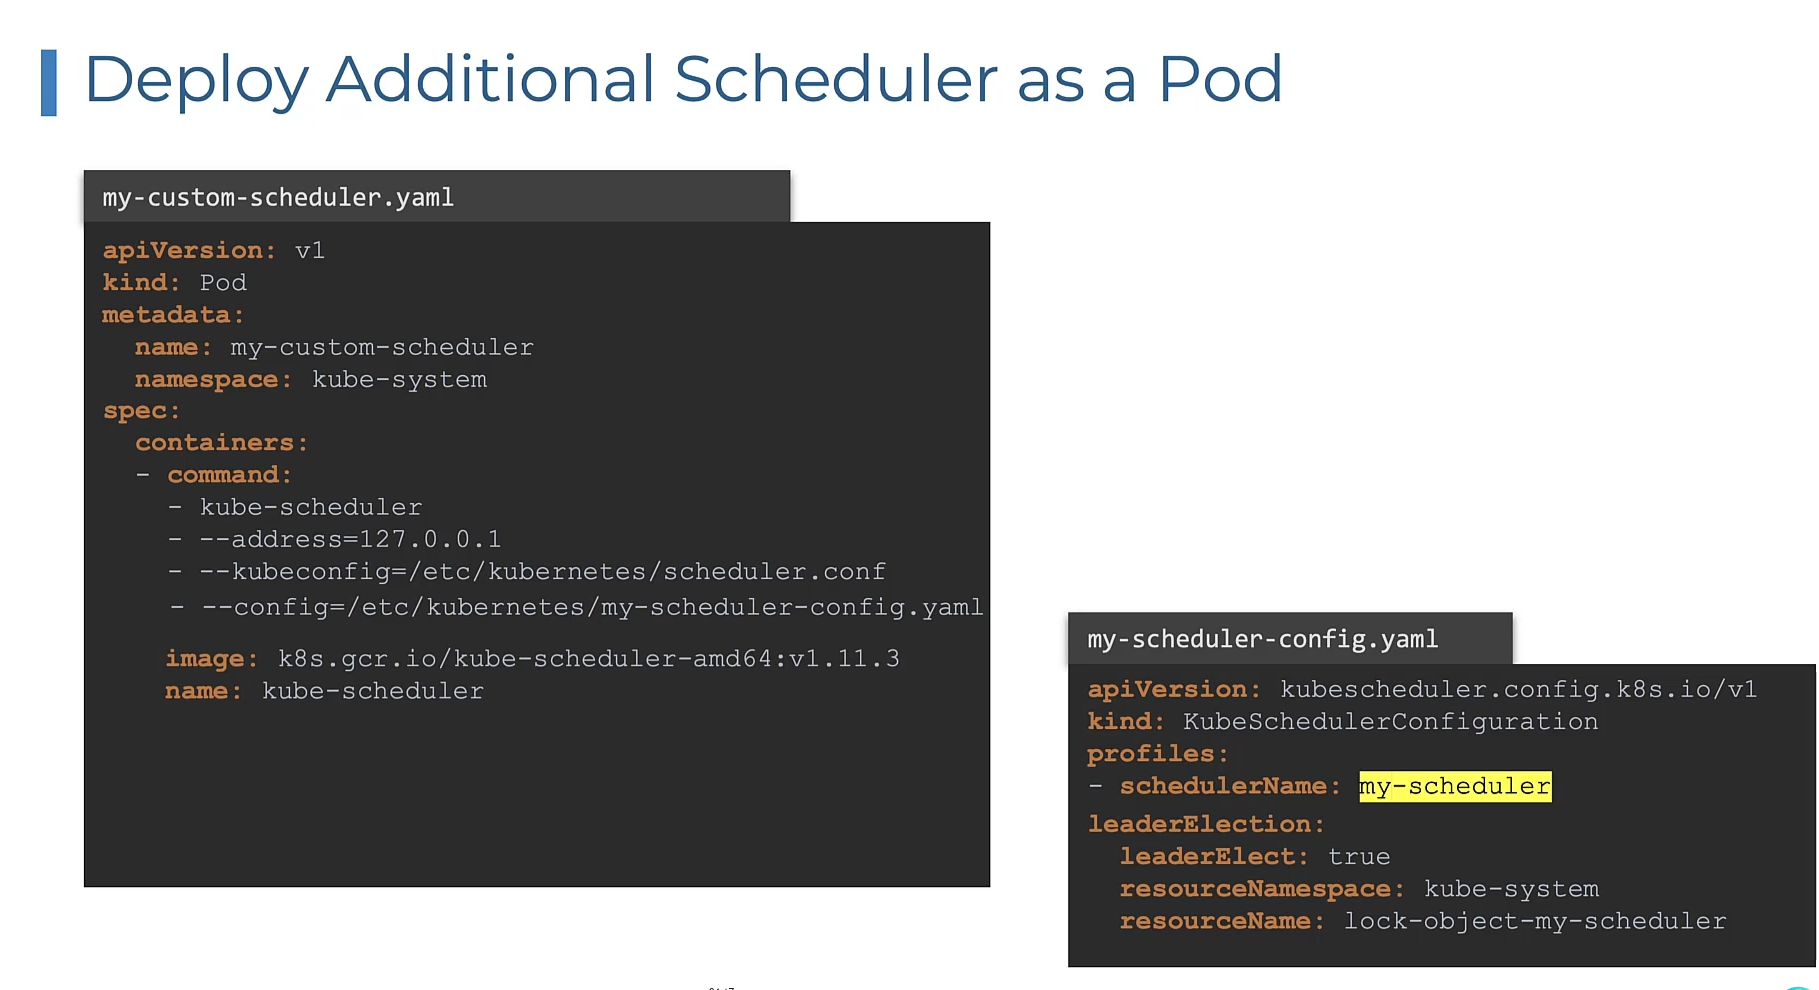 Deploy Additional Scheduler as a Pod
my-custom-scheduler.yaml
apiVersion: v1
kind: Pod
metadata:
  name: my-custom-scheduler
  namespace: kube-system
spec:
  containers:
  - command:
    - kube-scheduler
    - --address=127.0.0.1
    - --kubeconfig=/etc/kubernetes/scheduler.conf
    - --config=/etc/kubernetes/my-scheduler-config.yaml
    image: k8s.gcr.io/kube-scheduler-amd64:v1.11.3
    name: kube-scheduler
my-scheduler-config.yaml
apiVersion: kubescheduler.config.k8s.io/v1
kind: KubeSchedulerConfiguration
profiles:
- schedulerName: my-scheduler
leaderElection:
  leaderElect: true
  resourceNamespace: kube-system
  resourceName: lock-object-my-scheduler